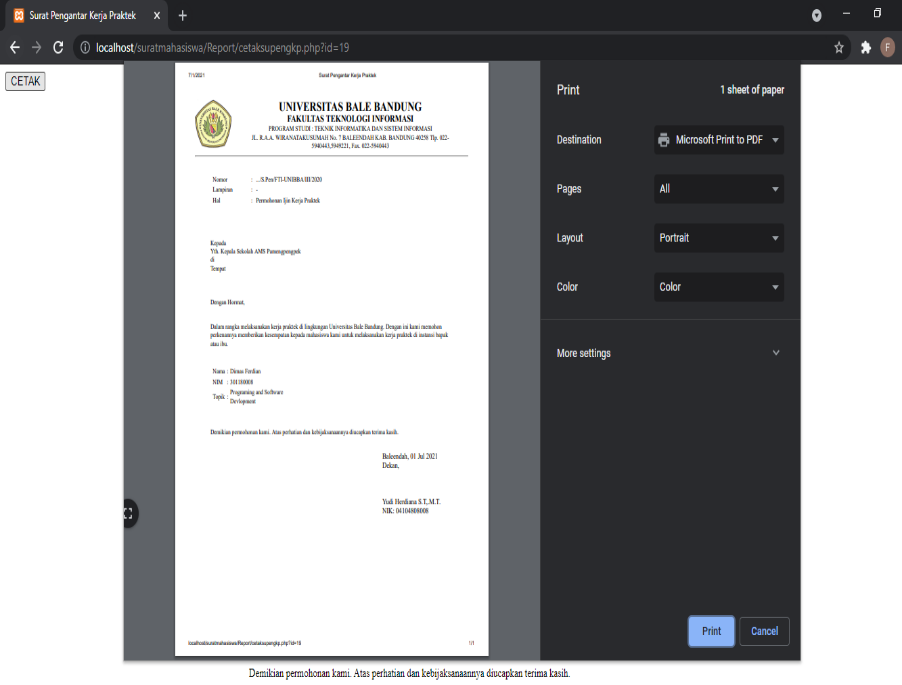 Surat Pengantar Kerja Praktek
localhost/suratmahasiswa/Report/cetaksupengkp.php?id=19
F
CETAK
7/1/2021 Surat Pengantar Kerja Praktek
UNIVERSITAS BALE BANDUNG
FAKULTAS TEKNOLOGI INFORMASI
PROGRAM STUDI : TEKNIK INFORMATIKA DAN SISTEM INFORMASI
JL. R.A.A. WIRANATAKUSUMAH No. 7 BALEENDAH KAB. BANDUNG 40258 Tlp. 022-
5940443,5949221, Fax. 022-5940443
Nomor : .../S.Pen/FTI-UNIBBA/III/2020
Lampiran : -
Hal : Permohonan Ijin Kerja Praktek
Kepada
Yth. Kepala Sekolah AMS Pameungpeugpek
di
Tempat
Dengan Hormat,
Dalam rangka melaksanakan kerja praktek di lingkungan Universitas Bale Bandung. Dengan ini kami memohon
perkenannya memberikan kesempatan kepada mahasiswa kami untuk melaksanakan kerja praktek di instansi bapak
atau ibu.
Nama : Dimas Ferdian
NIM : 301180008
Topik : Programing and Software
Devlopment
Demikian permohonan kami. Atas perhatian dan kebijaksanaannya diucapkan terima kasih.
Baleendah, 01 Jul 2021
Dekan,
Yudi Herdiana S.T,.M.T.
NIK: 04104808008
localhost/suratmahasiswa/Report/cetaksupengkp.php?id=19 1/1
Print 1 sheet of paper
Destination Microsoft Print to PDF
Pages All
Layout Portrait
Color Color
More settings
Print Cancel
Demikian permohonan kami. Atas perhatian dan kebijaksanaannya diucapkan terima kasih.